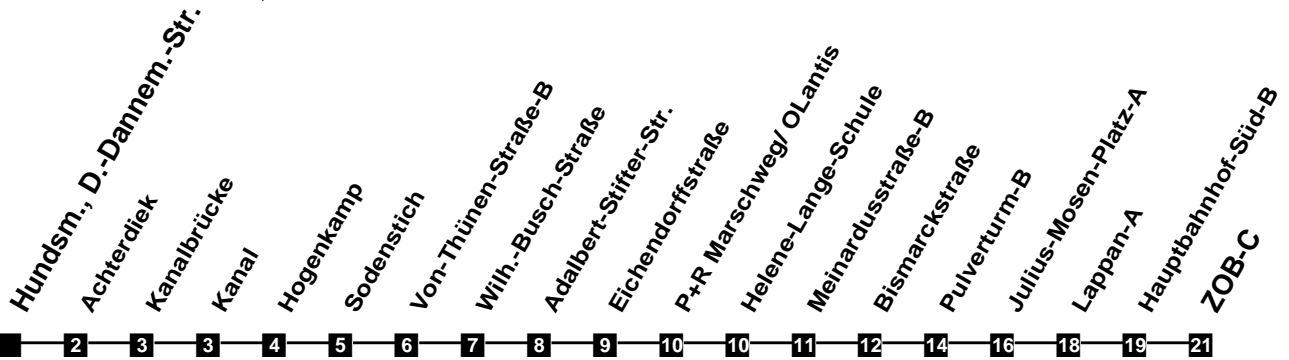 Hundsm., D.-Dannem.-Str.
Achterdiek
Kanalbrücke
Kanal
Hogenkamp
Sodenstich
Von-Thünen-Straße-B
Wilh.-Busch-Straße
Adalbert-Stifter-Str.
Eichendorffstraße
P+R Marschweg/ OLantis
Helene-Lange-Schule
Meinardusstraße-B
Bismarckstraße
Pulverturm-B
Julius-Mosen-Platz-A
Lappan-A
Hauptbahnhof-Süd-B
ZOB-C
2 3 3 4 5 6 7 8 9 10 10 11 12 14 16 18 19 21